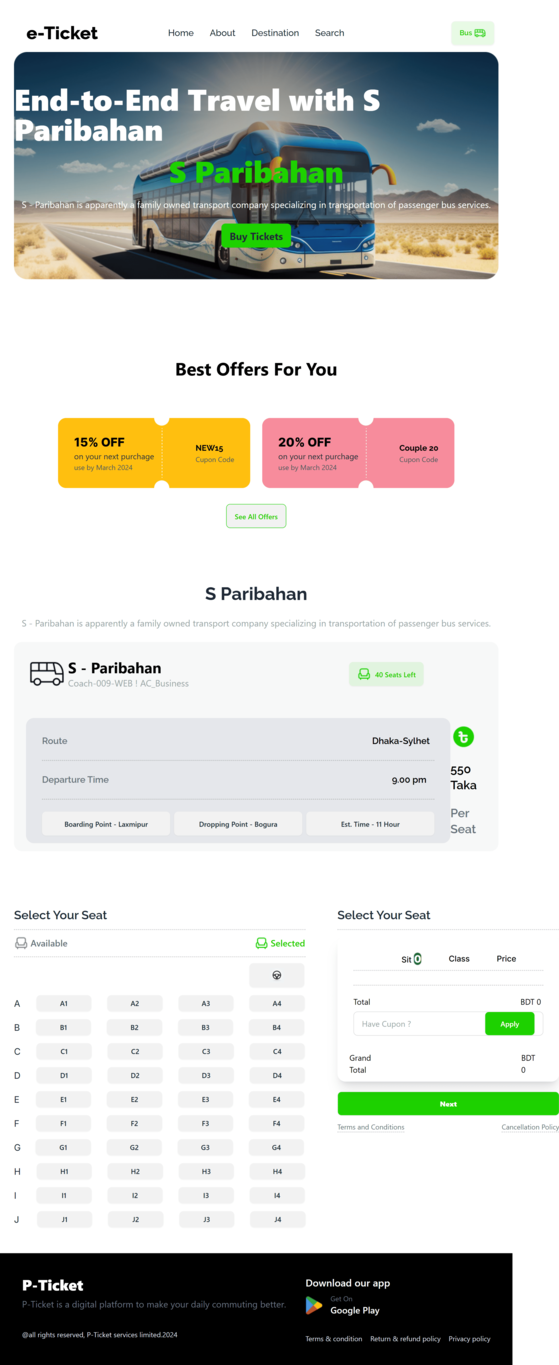 e-Ticket
Home About Destination Search
Bus
End-to-End Travel with S
Paribahan
S Paribahan
S - Paribahan is apparently a family owned transport company specializing in transportation of passenger bus services.
Buy Tickets
Best Offers For You
15% OFF
on your next purchage
use by March 2024
NEW15
Cupon Code
20% OFF
on your next purchage
use by March 2024
Couple 20
Cupon Code
See All Offers
S Paribahan
S - Paribahan is apparently a family owned transport company specializing in transportation of passenger bus services.
S - Paribahan
Coach-009-WEB ! AC_Business
40 Seats Left
Route Dhaka-Sylhet
Departure Time 9.00 pm
Boarding Point - Laxmipur Dropping Point - Bogura Est. Time - 11 Hour
৳
550
Taka
Per
Seat
Select Your Seat
Available Selected
A A1 A2 A3 A4
B B1 B2 B3 B4
C C1 C2 C3 C4
D D1 D2 D3 D4
E E1 E2 E3 E4
F F1 F2 F3 F4
G G1 G2 G3 G4
H H1 H2 H3 H4
I I1 I2 I3 I4
J J1 J2 J3 J4
Select Your Seat
Sit 0 Class Price
Total BDT 0
Have Cupon ? Apply
Grand BDT
Total 0
Next
Terms and Conditions Cancellation Policy
P-Ticket
P-Ticket is a digital platform to make your daily commuting better.
@all rights reserved, P-Ticket services limited.2024
Download our app
Get On
Google Play
Terms & condition Return & refund policy Privacy policy